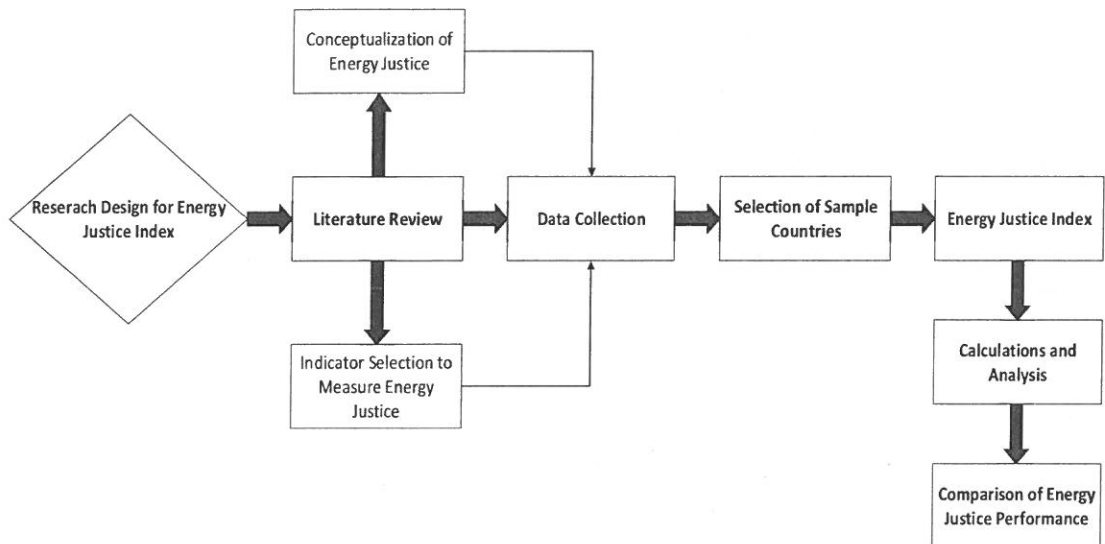 Conceptualization of
Energy Justice
Reserach Design for Energy
Justice Index
Literature Review
Data Collection
Selection of Sample
Countries
Energy Justice Index
Indicator Selection to
Measure Energy
Justice
Calculations and
Analysis
Comparison of Energy
Justice Performance